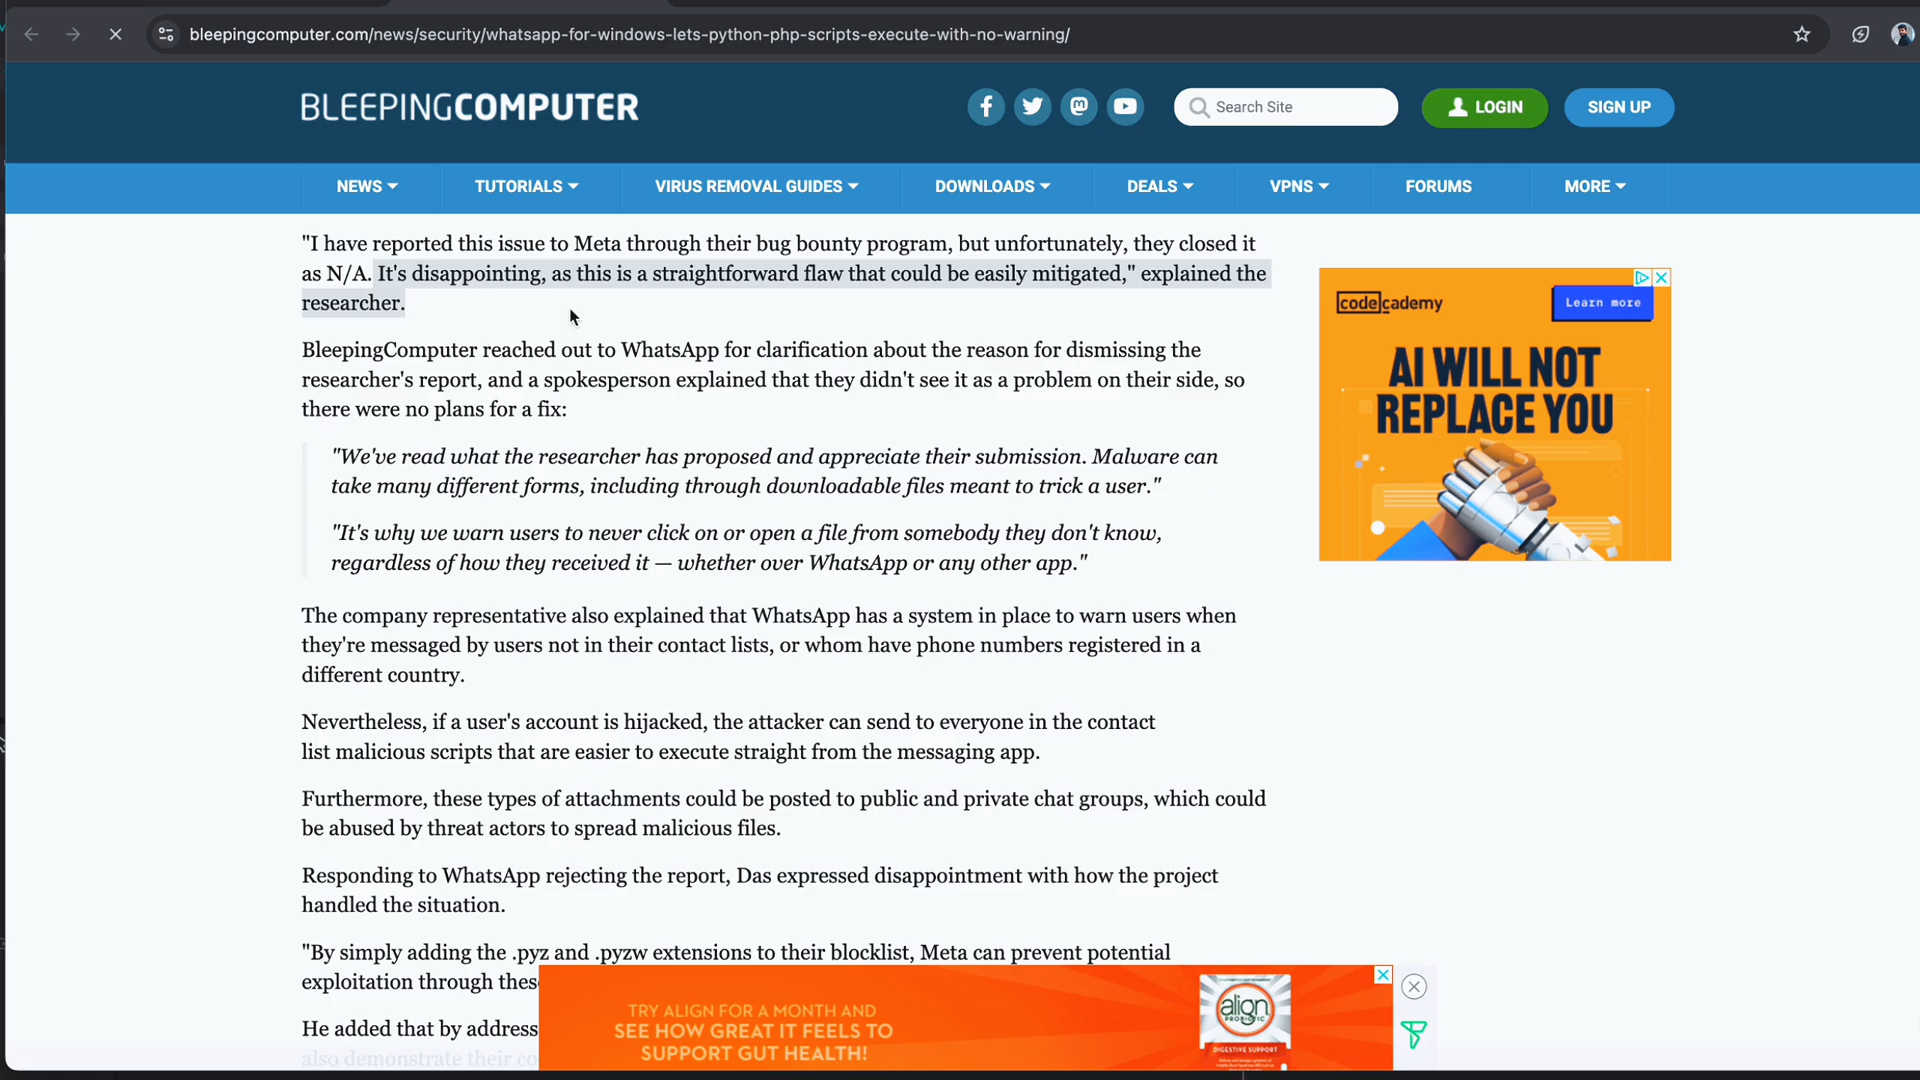 bleepingcomputer.com/news/security/whatsapp-for-windows-lets-python-php-scripts-execute-with-no-warning/
BLEEPINGCOMPUTER
Search Site
LOGIN
SIGN UP
NEWS
TUTORIALS
VIRUS REMOVAL GUIDES
DOWNLOADS
DEALS
VPNS
FORUMS
MORE
"I have reported this issue to Meta through their bug bounty program, but unfortunately, they closed it
as N/A. It's disappointing, as this is a straightforward flaw that could be easily mitigated," explained the
researcher.
BleepingComputer reached out to WhatsApp for clarification about the reason for dismissing the
researcher's report, and a spokesperson explained that they didn't see it as a problem on their side, so
there were no plans for a fix:
"We've read what the researcher has proposed and appreciate their submission. Malware can
take many different forms, including through downloadable files meant to trick a user."
"It's why we warn users to never click on or open a file from somebody they don't know,
regardless of how they received it — whether over WhatsApp or any other app."
The company representative also explained that WhatsApp has a system in place to warn users when
they're messaged by users not in their contact lists, or whom have phone numbers registered in a
different country.
Nevertheless, if a user's account is hijacked, the attacker can send to everyone in the contact
list malicious scripts that are easier to execute straight from the messaging app.
Furthermore, these types of attachments could be posted to public and private chat groups, which could
be abused by threat actors to spread malicious files.
Responding to WhatsApp rejecting the report, Das expressed disappointment with how the project
handled the situation.
"By simply adding the .pyz and .pyzw extensions to their blocklist, Meta can prevent potential
exploitation through thes
He added that by address
also demonstrate their co
codecademy
Learn more
AI WILL NOT
REPLACE YOU
TRY ALIGN FOR A MONTH AND
SEE HOW GREAT IT FEELS TO
SUPPORT GUT HEALTH!
align
PROBIOTIC
DIGESTIVE SUPPORT